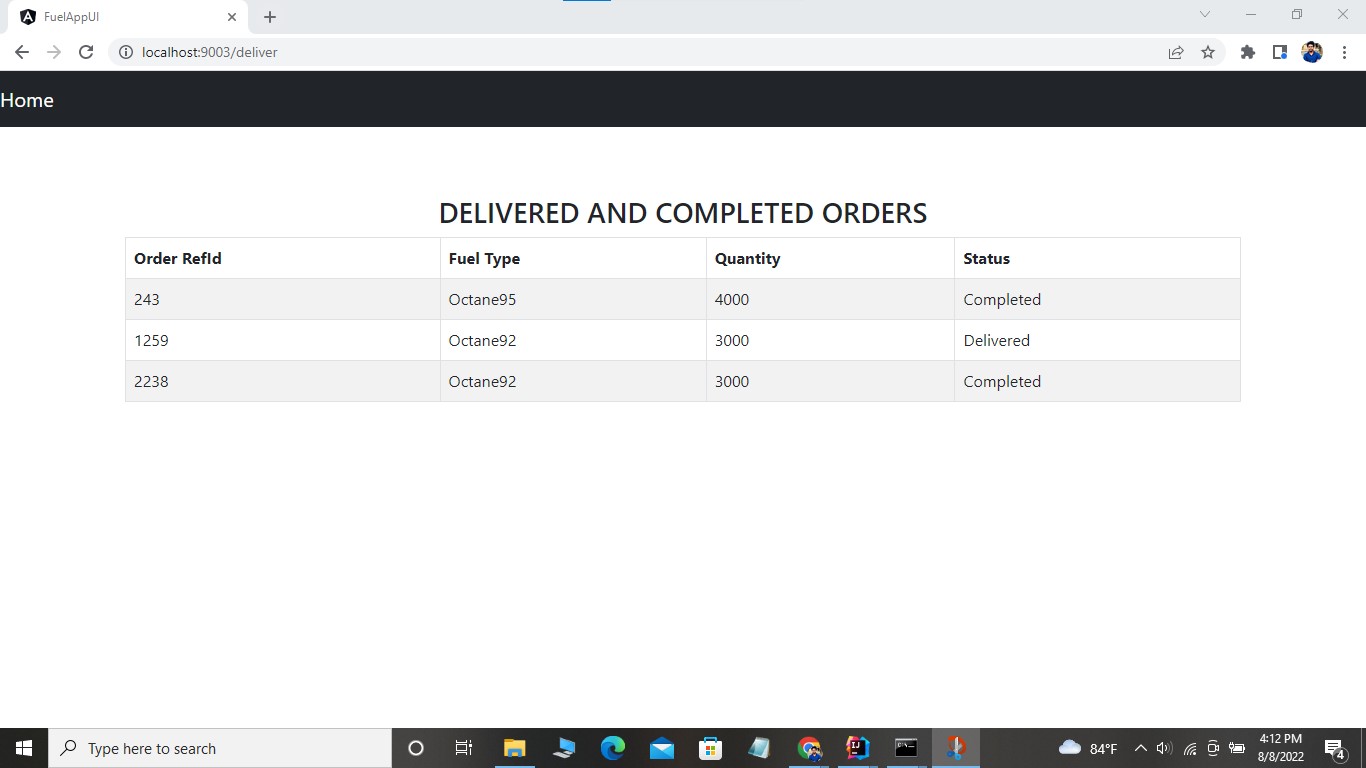 FuelAppUI
localhost:9003/deliver
Home
DELIVERED AND COMPLETED ORDERS
Order RefId Fuel Type Quantity Status
243 Octane95 4000 Completed
1259 Octane92 3000 Delivered
2238 Octane92 3000 Completed
Type here to search
84°F
4:12 PM
8/8/2022
4